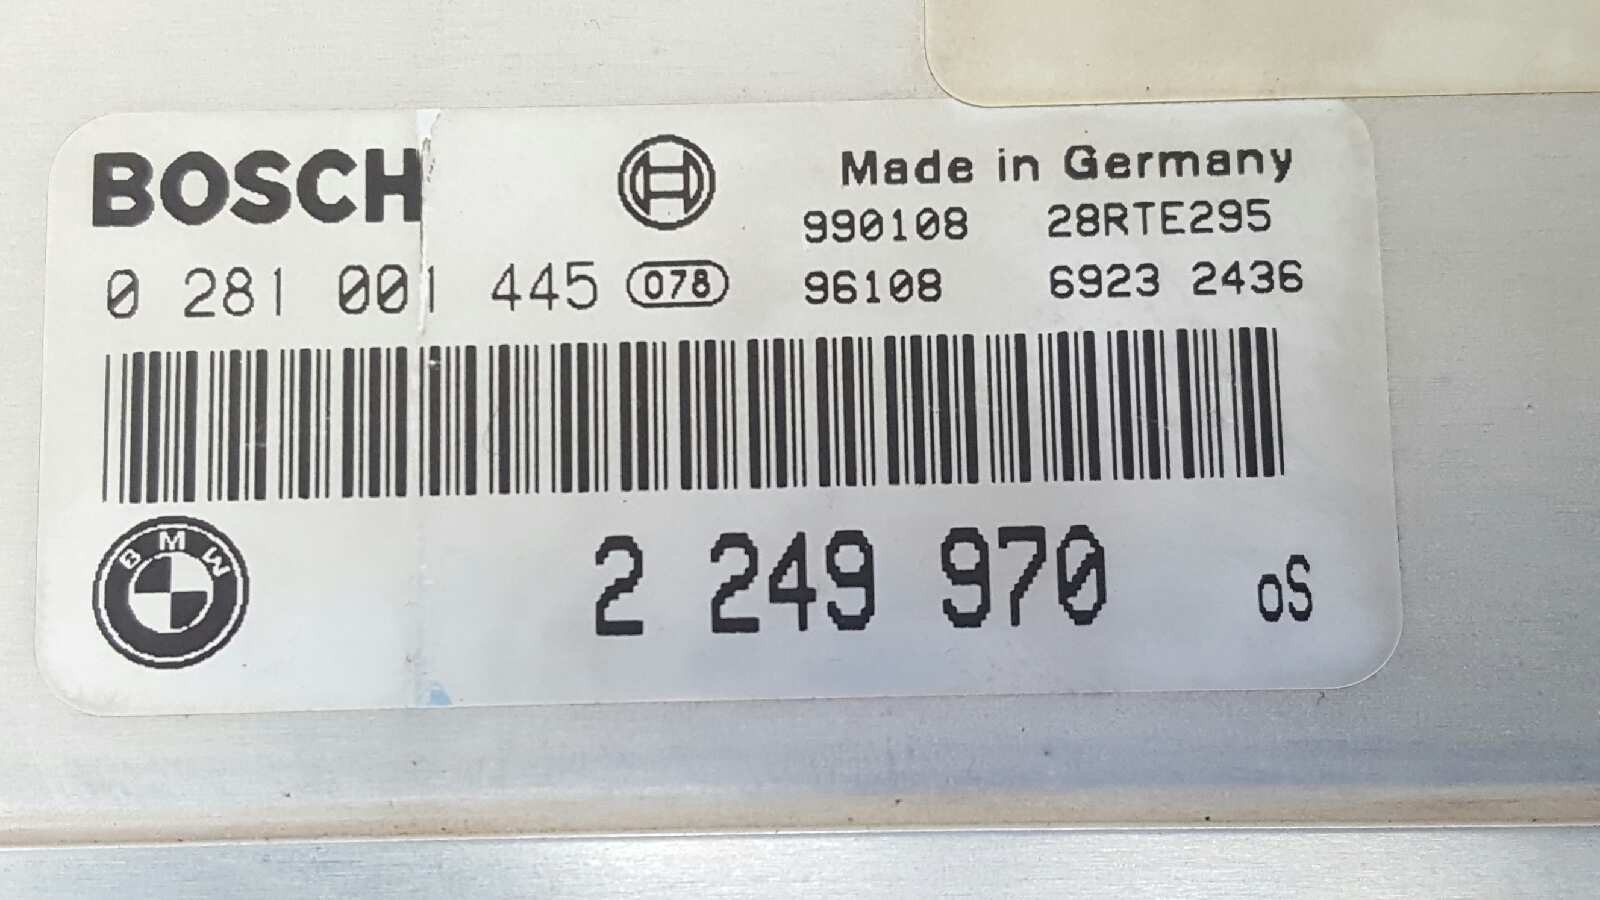 BOSCH
Made in Germany
990108 28RTE295
0 281 001 445 078 96108 6923 2436
BMW
2 249 970 oS